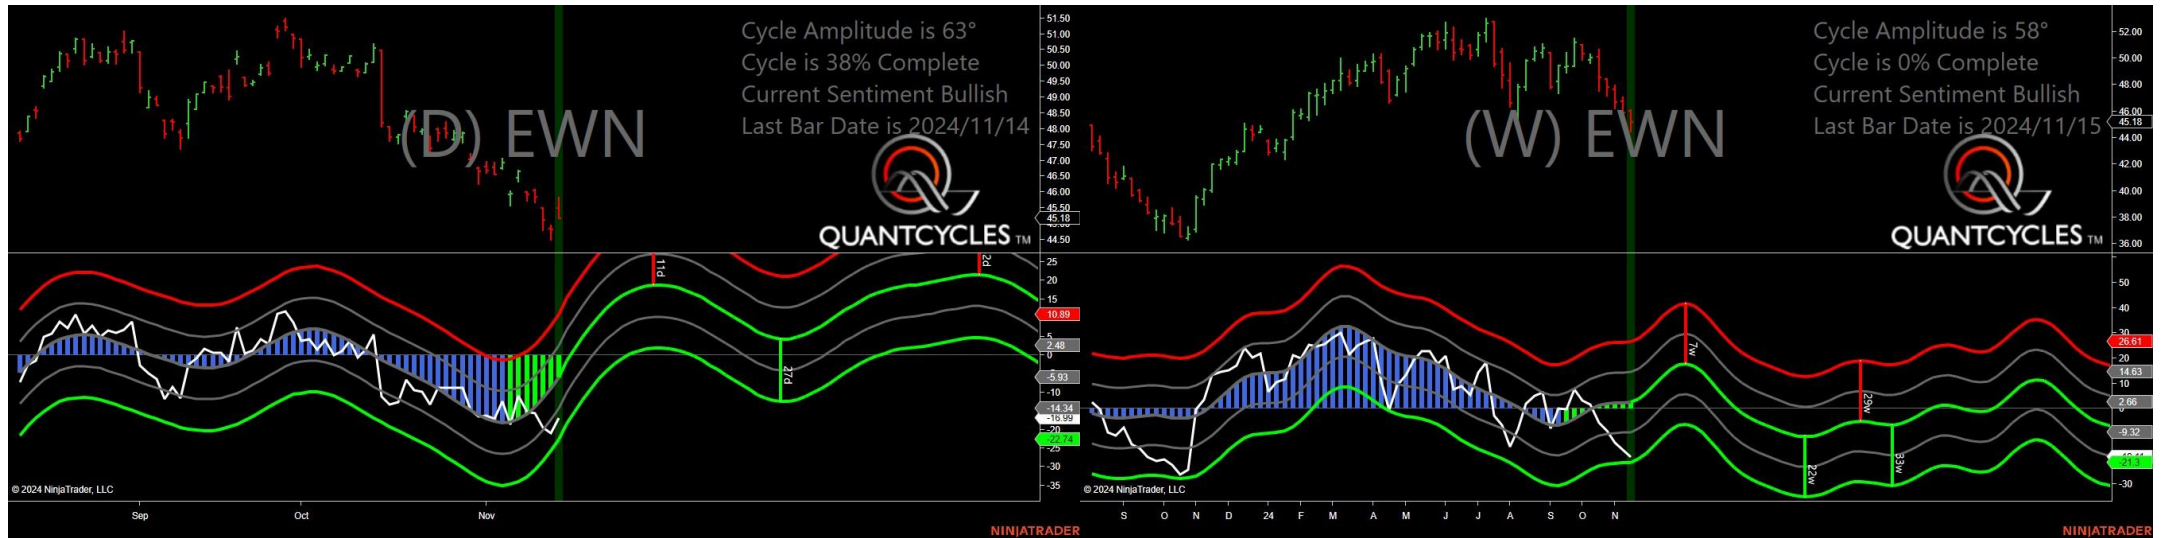 Cycle Amplitude is 63°
Cycle is 38% Complete
Current Sentiment Bullish
Last Bar Date is 2024/11/14
(D) EWN
QUANTCYCLES TM
51.50
51.00
50.50
50.00
49.50
49.00
48.50
48.00
47.50
47.00
46.50
46.00
45.50
45.18
44.50
11d
2d
27d
25
20
15
10.89
5
2.48
0
-5.93
-10
-14.34
-16.99
-20
-22.74
-25
-30
-35
© 2024 NinjaTrader, LLC
Sep
Oct
Nov
NINJATRADER
Cycle Amplitude is 58°
Cycle is 0% Complete
Current Sentiment Bullish
Last Bar Date is 2024/11/15
(W) EWN
QUANTCYCLES TM
52.00
50.00
48.00
46.00
45.18
44.00
42.00
40.00
38.00
36.00
7w
29w
22w
33w
50
40
30
26.61
20
14.63
10
2.66
0
-9.32
-21.3
-30
© 2024 NinjaTrader, LLC
S
O
N
D
24
F
M
A
M
J
J
A
S
O
N
NINJATRADER